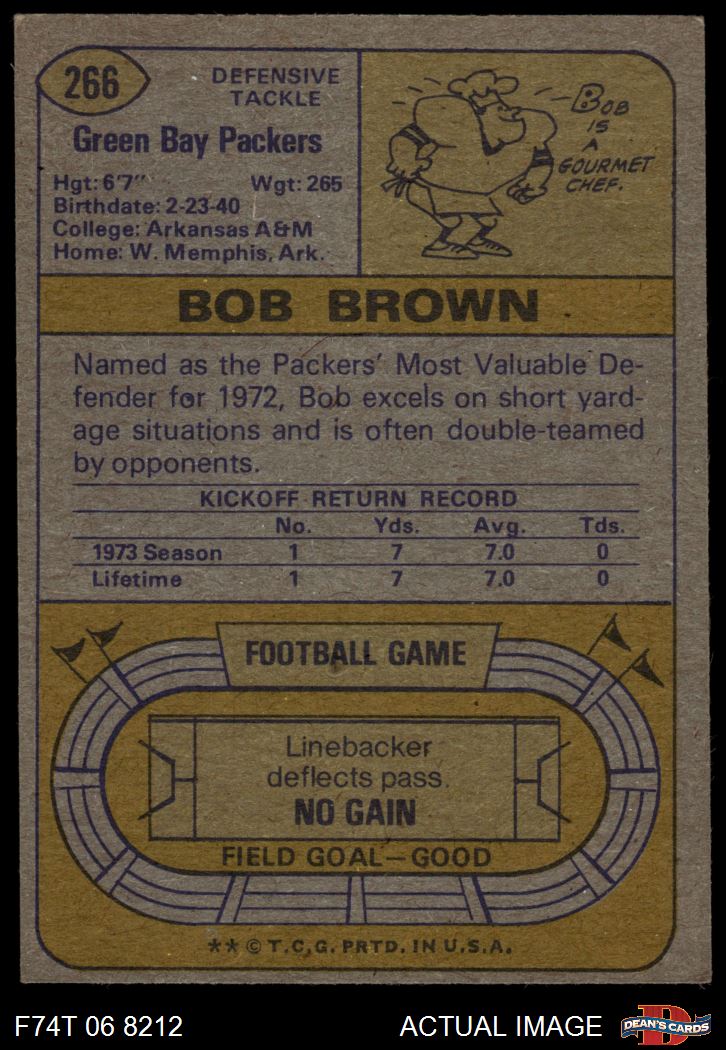 266
DEFENSIVE
TACKLE
Green Bay Packers
Hgt: 6'7" Wgt: 265
Birthdate: 2-23-40
College: Arkansas A&M
Home: W. Memphis, Ark.
BOB
IS
A
GOURMET
CHEF.
BOB BROWN
Named as the Packers' Most Valuable De-
fender for 1972, Bob excels on short yard-
age situations and is often double-teamed
by opponents.
KICKOFF RETURN RECORD
No. Yds. Avg. Tds.
1973 Season 1 7 7.0 0
Lifetime 1 7 7.0 0
FOOTBALL GAME
Linebacker
deflects pass.
NO GAIN
FIELD GOAL—GOOD
** © T.C.G. PRTD. IN U.S.A.
F74T 06 8212 ACTUAL IMAGE
D
DEAN'S CARDS